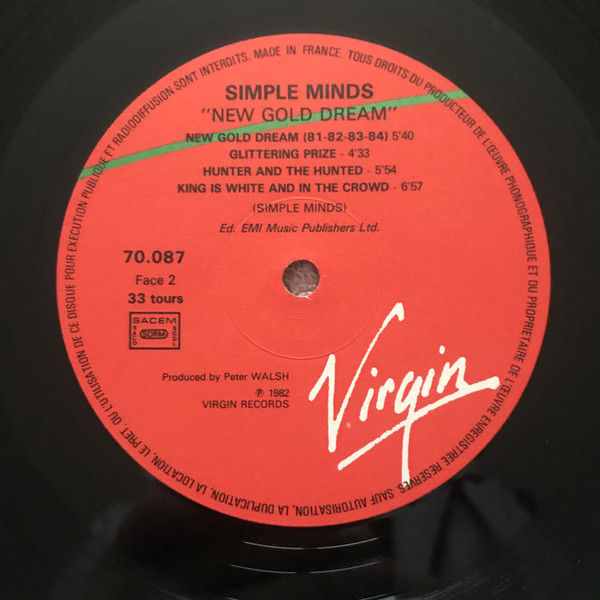 SIMPLE MINDS
"NEW GOLD DREAM"
NEW GOLD DREAM (81-82-83-84) 5'40
GLITTERING PRIZE - 4'33
HUNTER AND THE HUNTED - 5'54
KING IS WHITE AND IN THE CROWD - 6'57
(SIMPLE MINDS)
Ed. EMI Music Publishers Ltd.
70.087
Face 2
33 tours
SACEM
SACD SDRM SGDL
Produced by Peter WALSH
℗ 1982
VIRGIN RECORDS
Virgin
MADE IN FRANCE. TOUS DROITS DU PRODUCTEUR DE L'ŒUVRE PHONOGRAPHIQUE ET DU PROPRIETAIRE DE L'ŒUVRE ENREGISTREE RESERVES. SAUF AUTORISATION, LA DUPLICATION, LA LOCATION, LE PRET OU L'UTILISATION DE CE DISQUE POUR EXECUTION PUBLIQUE ET RADIODIFFUSION SONT INTERDITS.